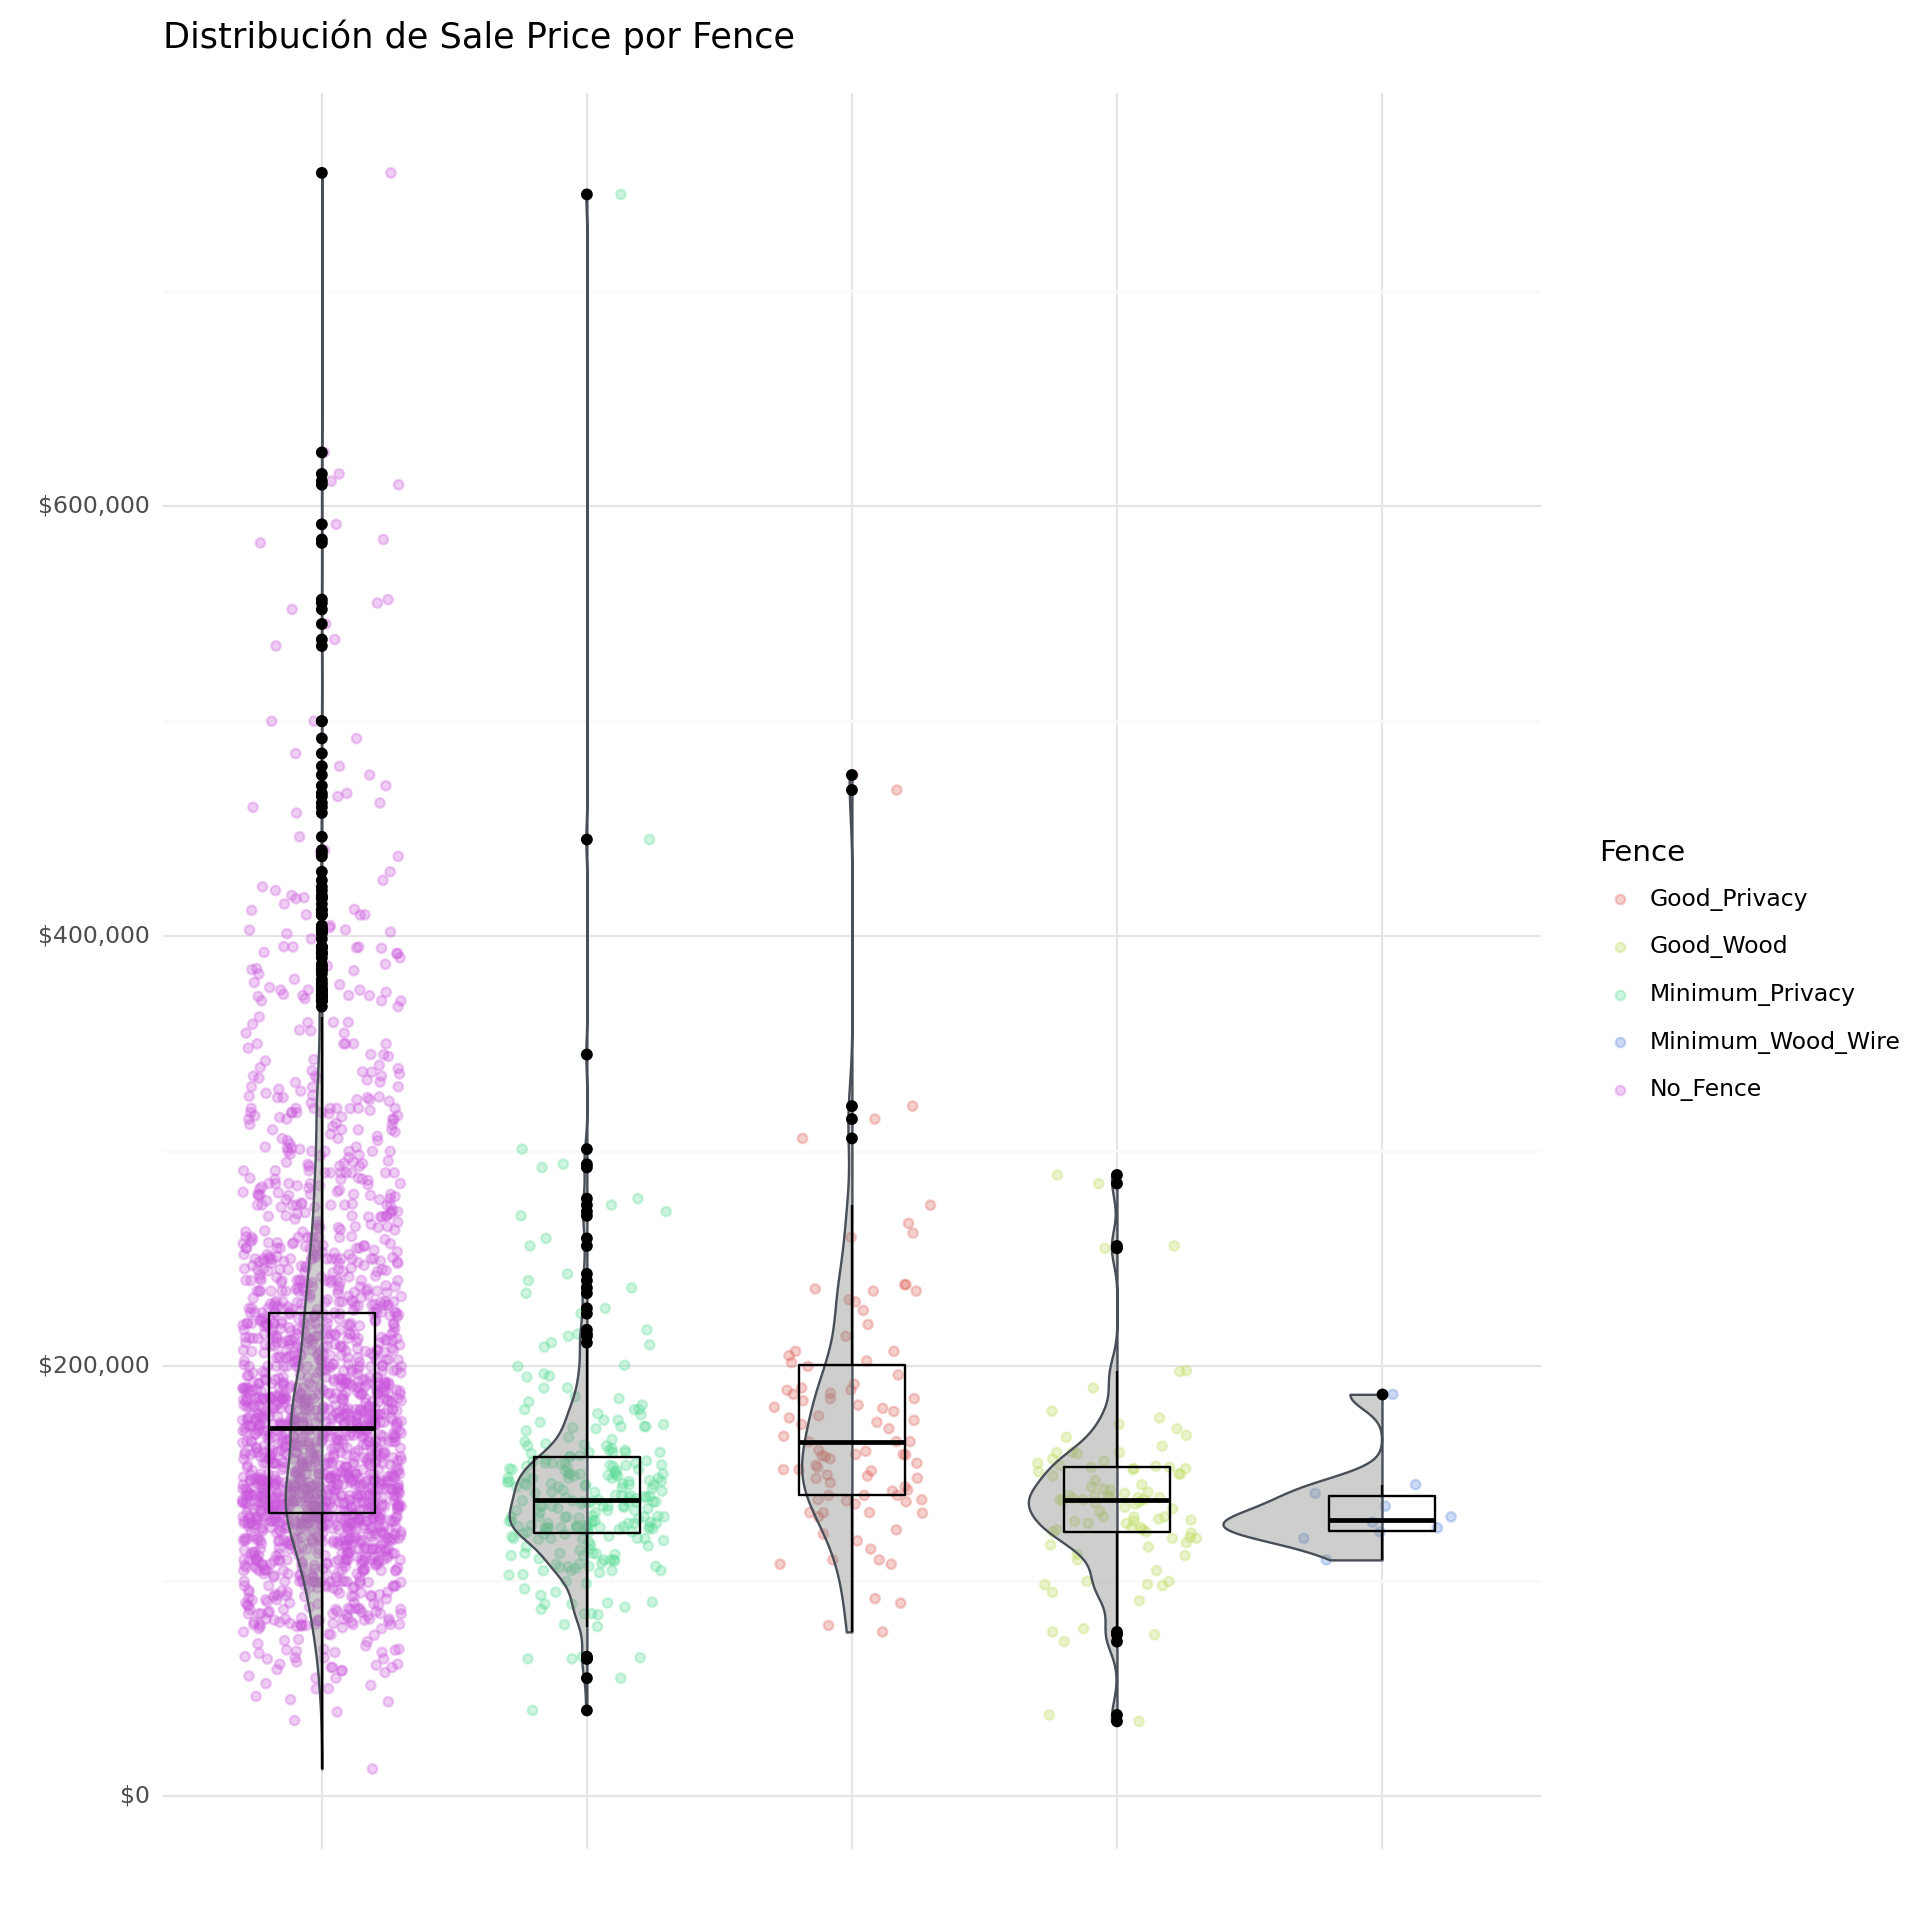 Distribución de Sale Price por Fence
$600,000
$400,000
$200,000
$0
Fence
Good_Privacy
Good_Wood
Minimum_Privacy
Minimum_Wood_Wire
No_Fence